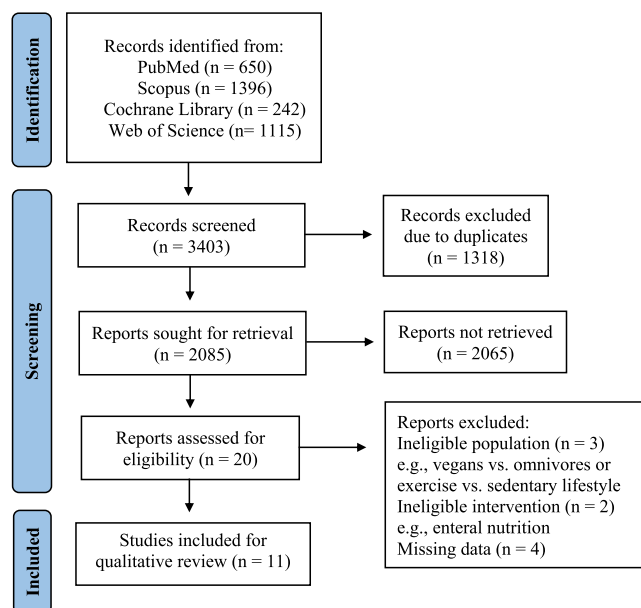 Identification
Records identified from:
PubMed (n = 650)
Scopus (n = 1396)
Cochrane Library (n = 242)
Web of Science (n= 1115)
Screening
Records screened
(n = 3403)
Records excluded
due to duplicates
(n = 1318)
Reports sought for retrieval
(n = 2085)
Reports not retrieved
(n = 2065)
Reports assessed for
eligibility (n = 20)
Reports excluded:
Ineligible population (n = 3)
e.g., vegans vs. omnivores or
exercise vs. sedentary lifestyle
Ineligible intervention (n = 2)
e.g., enteral nutrition
Missing data (n = 4)
Included
Studies included for
qualitative review (n = 11)